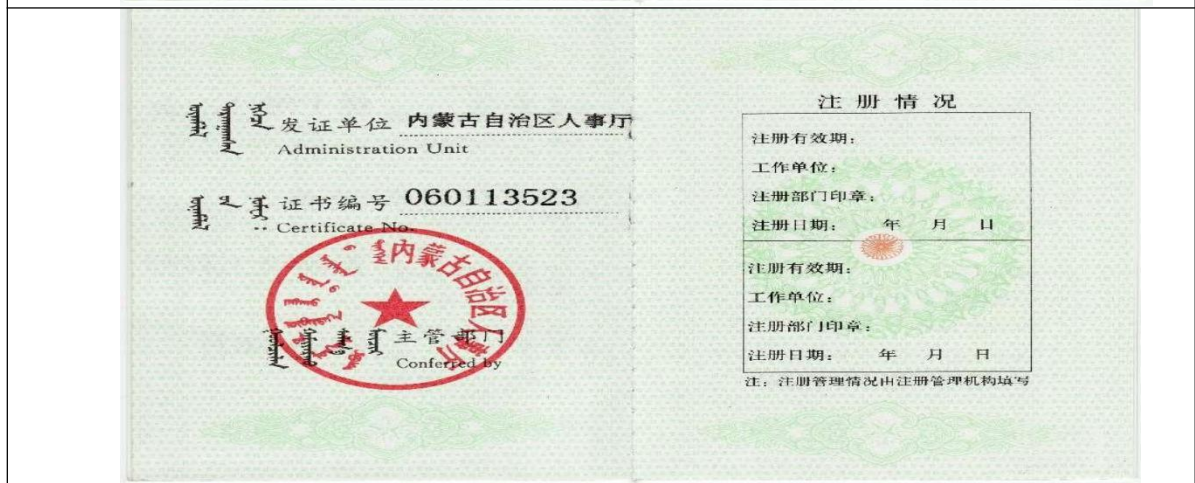 发证单位 内蒙古自治区人事厅
Administration Unit
证书编号 060113523
Certificate No.
内蒙古自治区人事厅
主管部门
Conferred by
注册情况
注册有效期：
工作单位：
注册部门印章：
注册日期： 年 月 日
注册有效期：
工作单位：
注册部门印章：
注册日期： 年 月 日
注：注册管理情况由注册管理机构填写